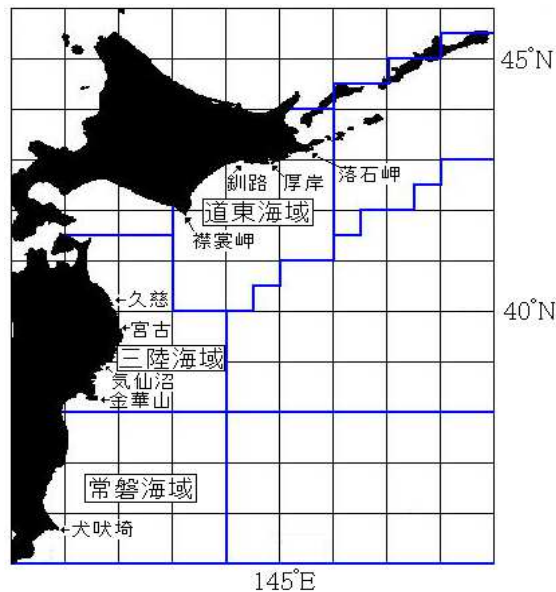 45°N
釧路
厚岸
落石岬
道東海域
襟裳岬
久慈
40°N
宮古
三陸海域
気仙沼
金華山
常磐海域
犬吠埼
145°E